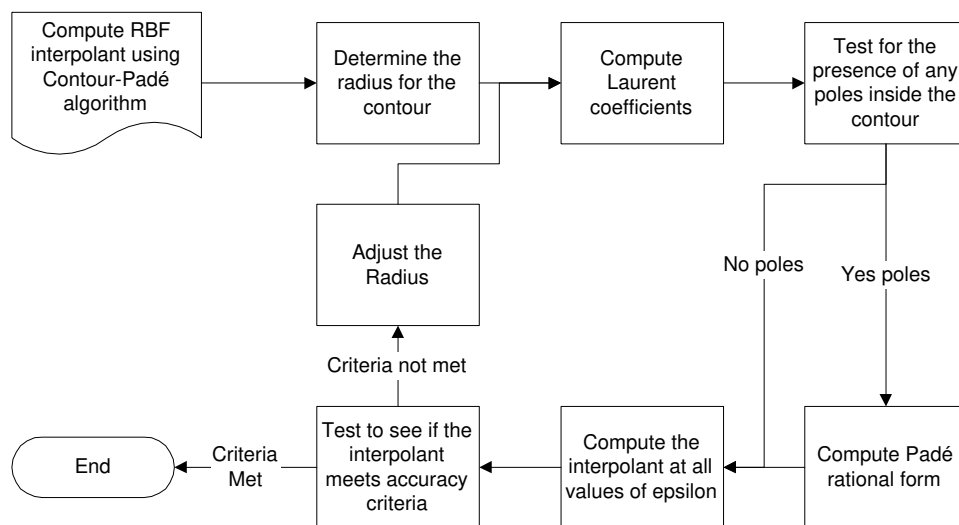 Compute RBF
interpolant using
Contour-Padé
algorithm
Determine the
radius for the
contour
Compute
Laurent
coefficients
Test for the
presence of any
poles inside the
contour
Adjust the
Radius
No poles
Yes poles
Criteria not met
End
Criteria
Met
Test to see if the
interpolant
meets accuracy
criteria
Compute the
interpolant at all
values of epsilon
Compute Padé
rational form